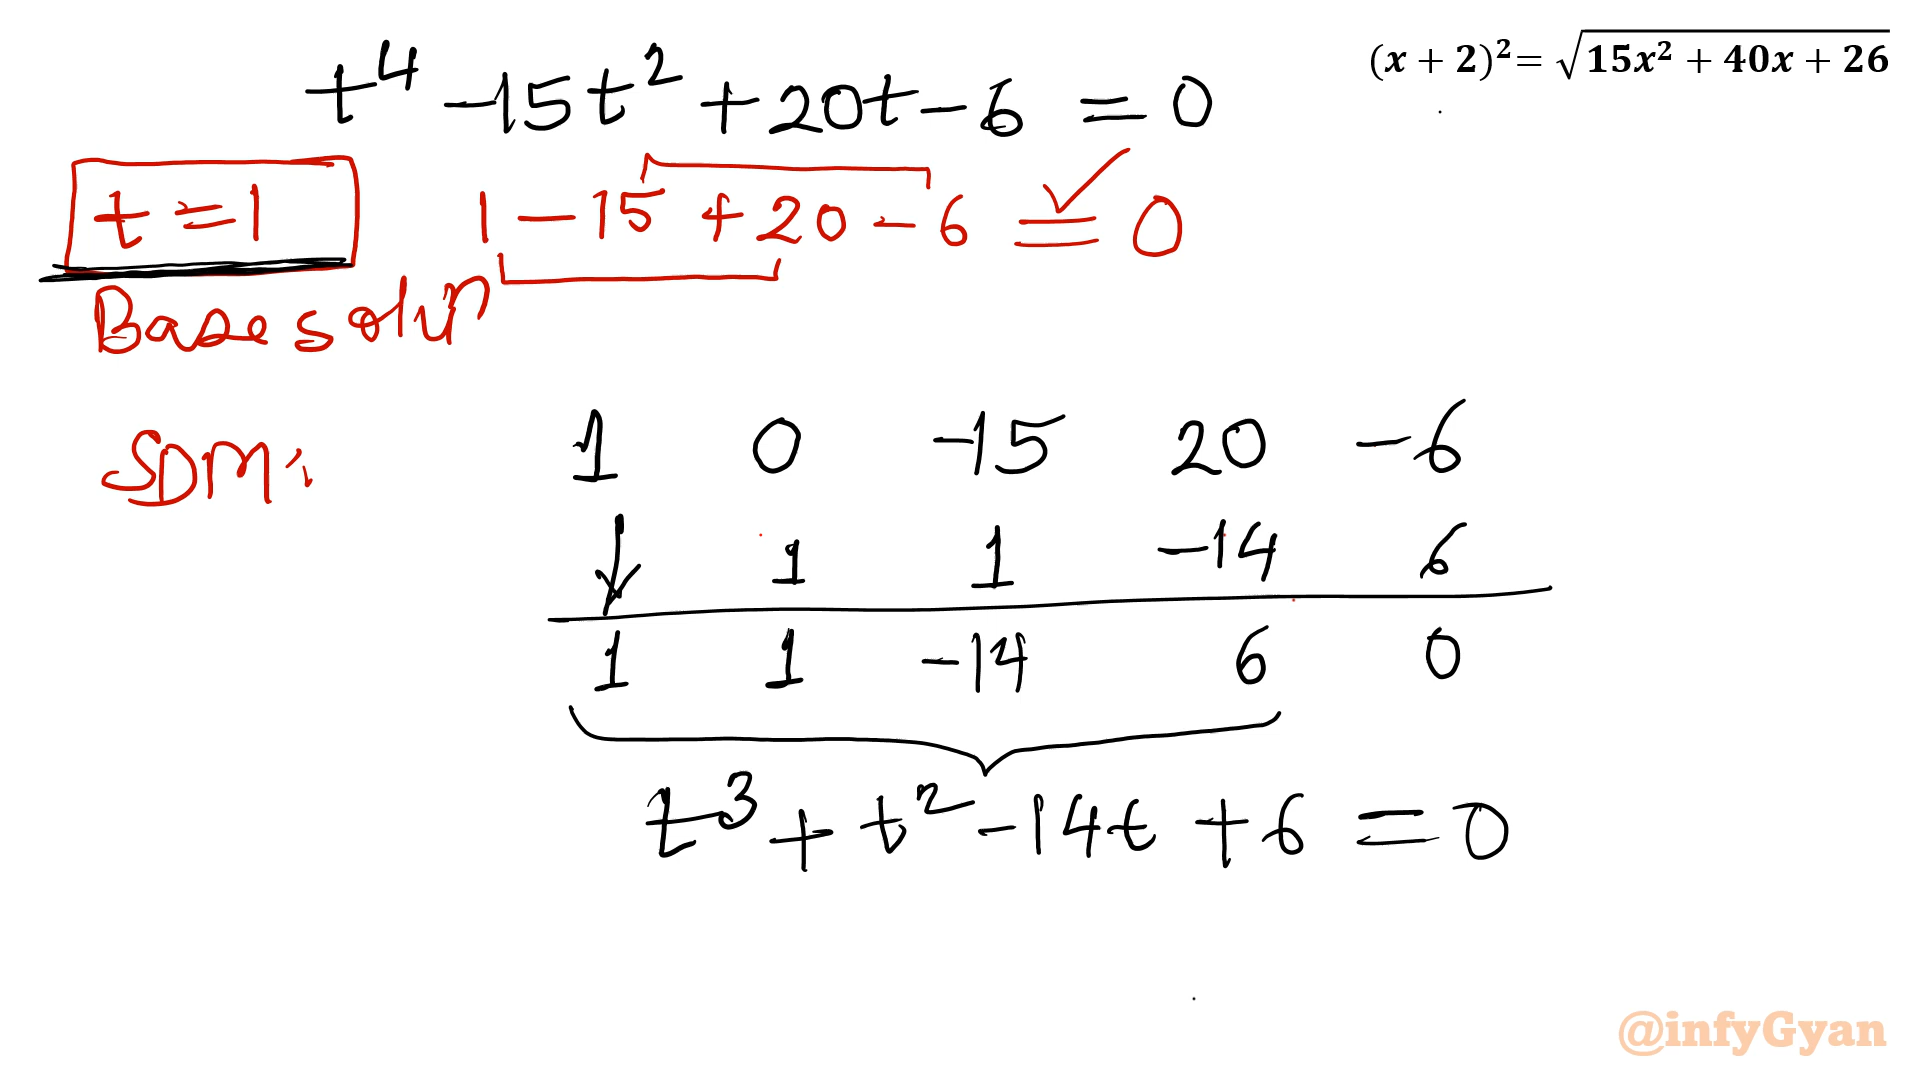 (x + 2)² = √15x² + 40x + 26
t⁴ - 15t² + 20t - 6 = 0
t = 1 1 - 15 + 20 - 6 = 0
Base solun
SDM: 1 0 -15 20 -6
↓ 1 1 -14 6
1 1 -14 6 0
t³ + t² - 14t + 6 = 0
@infyGyan